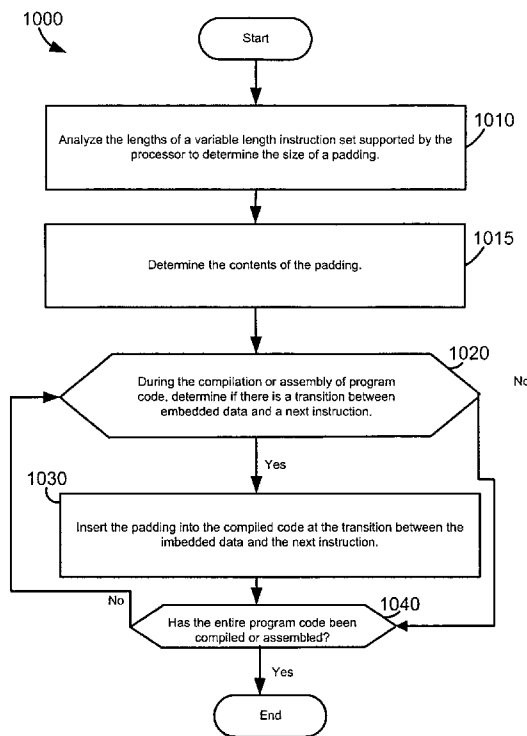 1000
Start
Analyze the lengths of a variable length instruction set supported by the
processor to determine the size of a padding.
1010
Determine the contents of the padding.
1015
During the compilation or assembly of program
code, determine if there is a transition between
embedded data and a next instruction.
1020
No
Yes
1030
Insert the padding into the compiled code at the transition between the
imbedded data and the next instruction.
No
Has the entire program code been
compiled or assembled?
1040
Yes
End